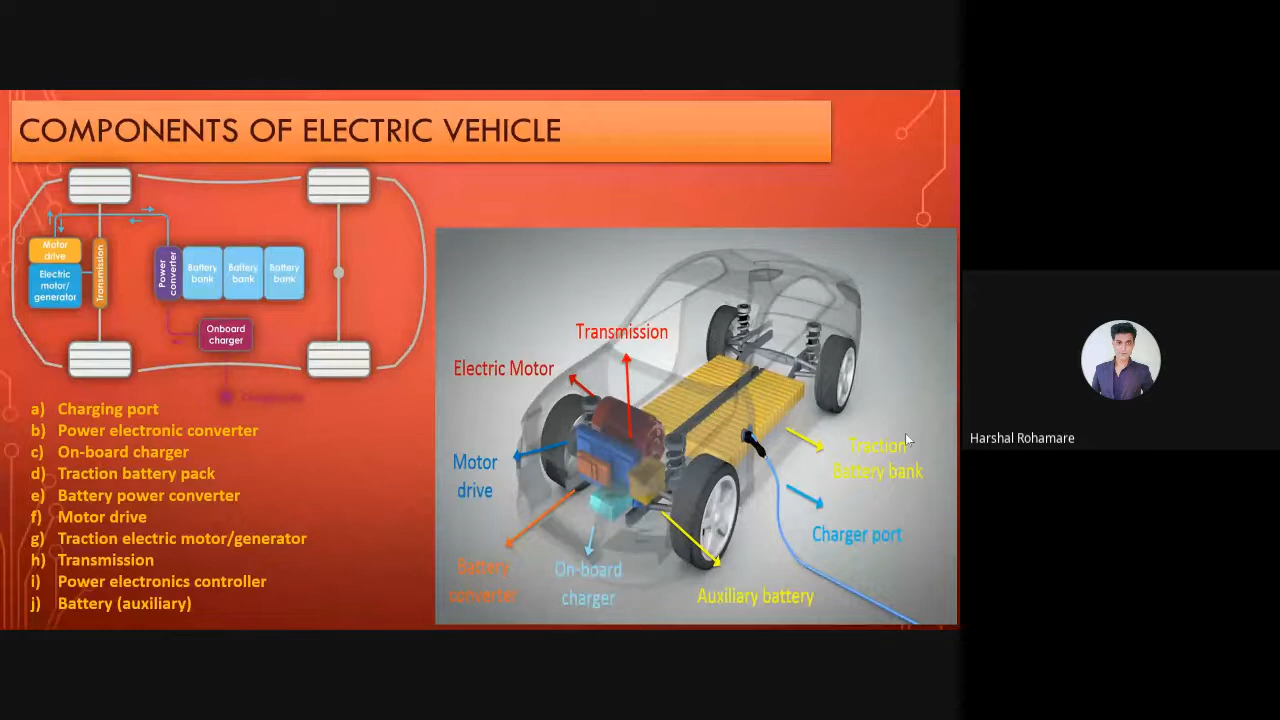 COMPONENTS OF ELECTRIC VEHICLE
Motor
drive
Electric
motor/
generator
Transmission
Power
converter
Battery
bank
Battery
bank
Battery
bank
Onboard
charger
a) Charging port
b) Power electronic converter
c) On-board charger
d) Traction battery pack
e) Battery power converter
f) Motor drive
g) Traction electric motor/generator
h) Transmission
i) Power electronics controller
j) Battery (auxiliary)
Transmission
Electric Motor
Motor
drive
Battery
converter
On-board
charger
Auxiliary battery
Charger port
Traction
Battery bank
Harshal Rohamare